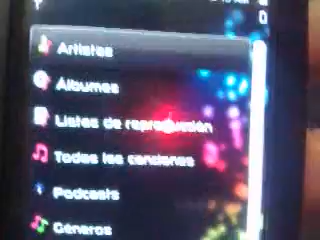 Artistas
Álbumes
Listas de reproducción
Todas las canciones
Podcasts
Géneros